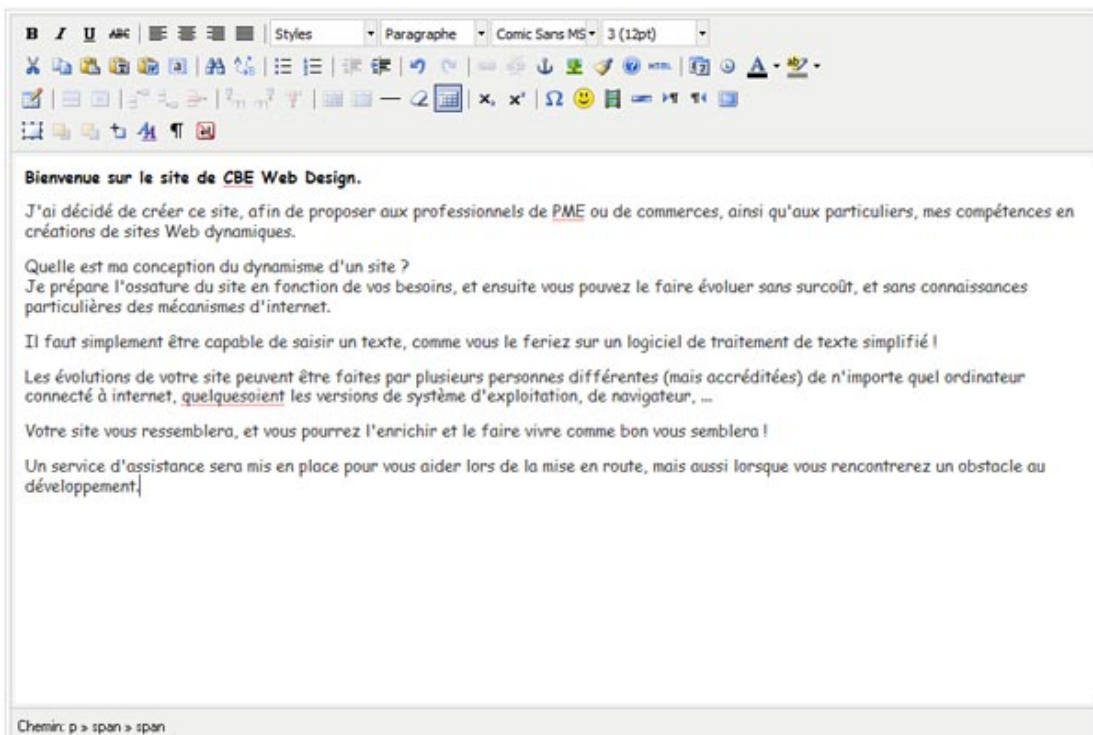 B I U ABC Styles Paragraphe Comic Sans MS 3 (12pt)
HTML A ab
x, x² Ω
A ¶
Bienvenue sur le site de CBE Web Design.
J'ai décidé de créer ce site, afin de proposer aux professionnels de PME ou de commerces, ainsi qu'aux particuliers, mes compétences en
créations de sites Web dynamiques.
Quelle est ma conception du dynamisme d'un site ?
Je prépare l'ossature du site en fonction de vos besoins, et ensuite vous pouvez le faire évoluer sans surcoût, et sans connaissances
particulières des mécanismes d'internet.
Il faut simplement être capable de saisir un texte, comme vous le feriez sur un logiciel de traitement de texte simplifié !
Les évolutions de votre site peuvent être faites par plusieurs personnes différentes (mais accréditées) de n'importe quel ordinateur
connecté à internet, quelquesoient les versions de système d'exploitation, de navigateur, ...
Votre site vous ressemblera, et vous pourrez l'enrichir et le faire vivre comme bon vous semblera !
Un service d'assistance sera mis en place pour vous aider lors de la mise en route, mais aussi lorsque vous rencontrerez un obstacle au
développement.
Chemin: p » span » span